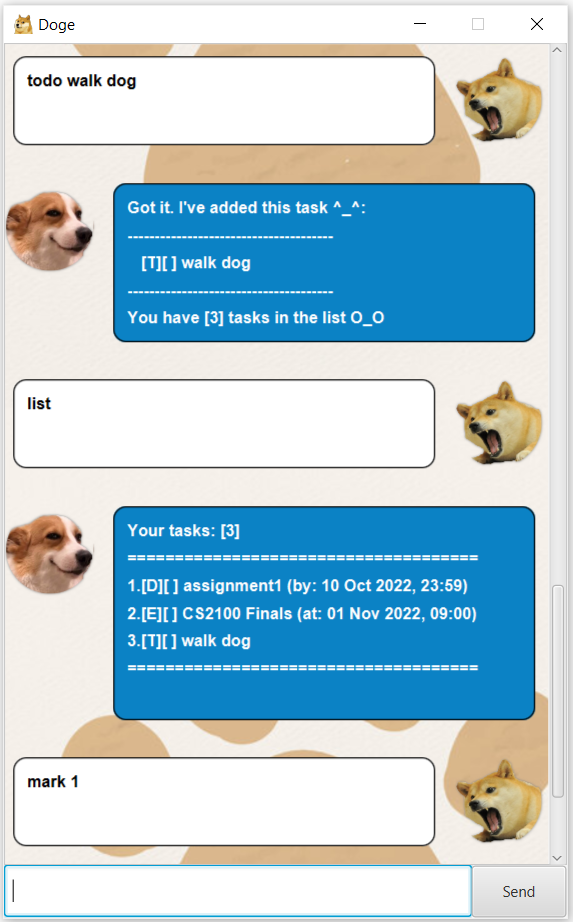 Doge
todo walk dog
Got it. I've added this task ^_^:
--------------------------------------
[T][ ] walk dog
--------------------------------------
You have [3] tasks in the list O_O
list
Your tasks: [3]
=====================================
1.[D][ ] assignment1 (by: 10 Oct 2022, 23:59)
2.[E][ ] CS2100 Finals (at: 01 Nov 2022, 09:00)
3.[T][ ] walk dog
=====================================
mark 1
Send